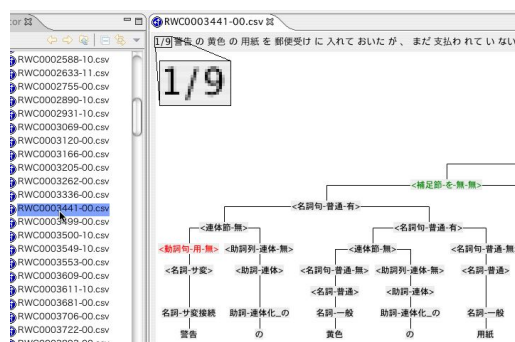 tor
RWC0002588-10.csv
RWC0002633-11.csv
RWC0002755-00.csv
RWC0002890-10.csv
RWC0002931-10.csv
RWC0003069-00.csv
RWC0003120-00.csv
RWC0003166-00.csv
RWC0003205-00.csv
RWC0003262-00.csv
RWC0003336-00.csv
RWC0003441-00.csv
RWC0003499-00.csv
RWC0003500-10.csv
RWC0003549-10.csv
RWC0003553-00.csv
RWC0003609-00.csv
RWC0003611-10.csv
RWC0003681-00.csv
RWC0003706-00.csv
RWC0003722-00.csv
RWC0003441-00.csv
1/9 警告 の 黄色 の 用紙 を 郵便受け に 入れて おいた が 、 まだ 支払わ れて い ない
1/9
<補足節-を-無-無>
<名詞句-普通-有>
<連体節-無> <名詞句-普通-有>
<動詞句-用-無> <助詞列-連体-無> <連体節-無> <名詞句-普通-無
<名詞-サ変> <助詞-連体> <名詞句-普通-無> <助詞列-連体-無> <名詞-普通>
<名詞-普通> <助詞-連体>
名詞-サ変接続 助詞-連体化_の 名詞-一般 助詞-連体化_の 名詞-一般
警告 の 黄色 の 用紙